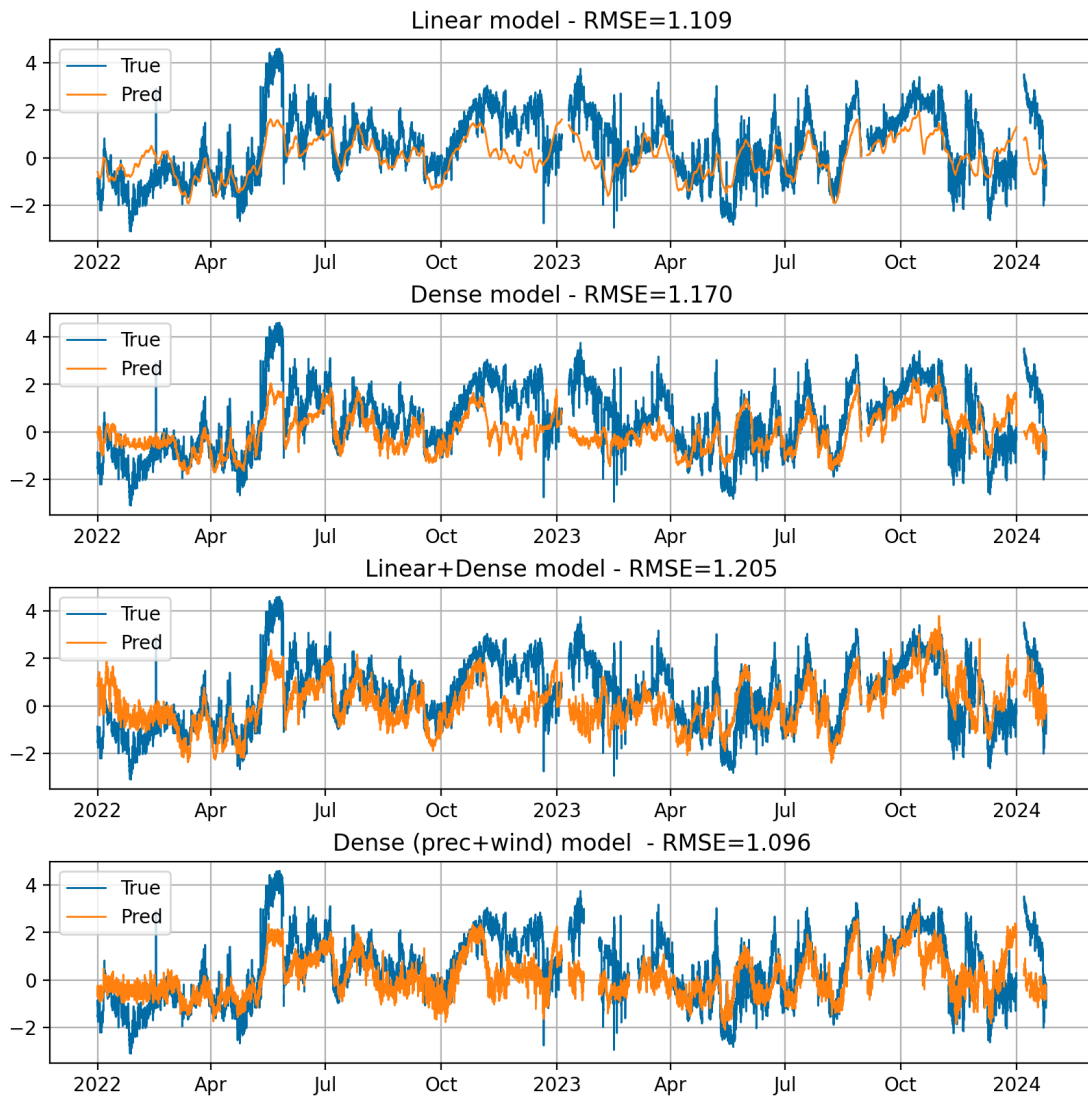 Linear model - RMSE=1.109
True
Pred
4
2
0
−2
2022 Apr Jul Oct 2023 Apr Jul Oct 2024
Dense model - RMSE=1.170
True
Pred
4
2
0
−2
2022 Apr Jul Oct 2023 Apr Jul Oct 2024
Linear+Dense model - RMSE=1.205
True
Pred
4
2
0
−2
2022 Apr Jul Oct 2023 Apr Jul Oct 2024
Dense (prec+wind) model - RMSE=1.096
True
Pred
4
2
0
−2
2022 Apr Jul Oct 2023 Apr Jul Oct 2024